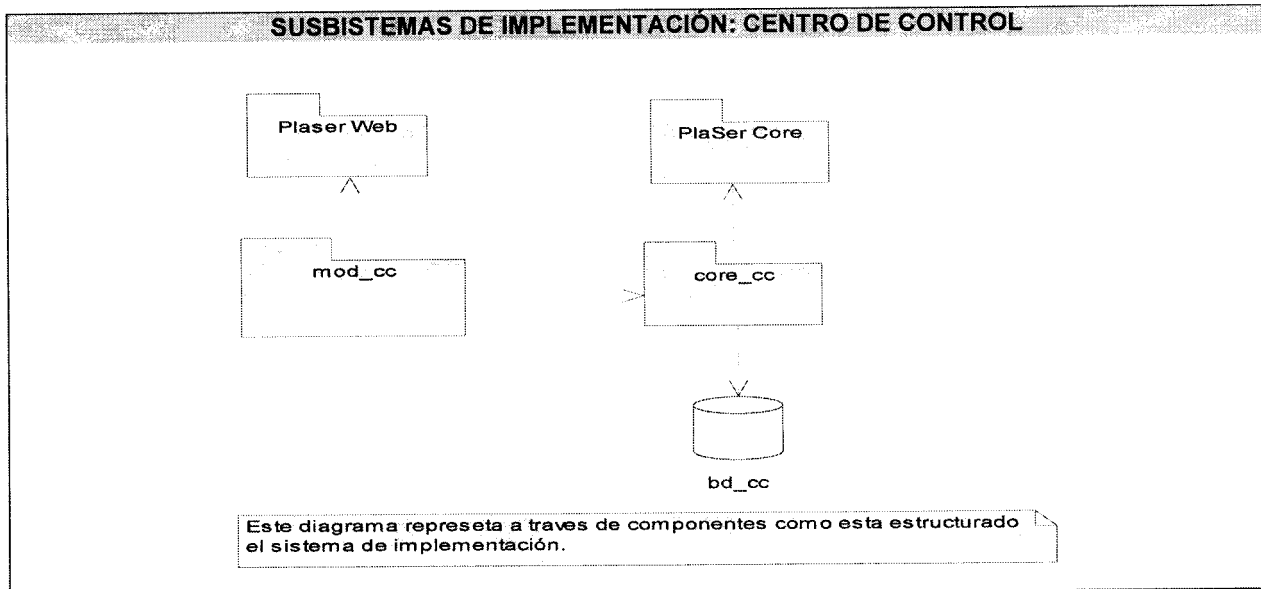 SUSBISTEMAS DE IMPLEMENTACIÓN: CENTRO DE CONTROL
Plaser Web
PlaSer Core
mod_cc
core_cc
bd_cc
Este diagrama represeta a traves de componentes como esta estructurado
el sistema de implementación.